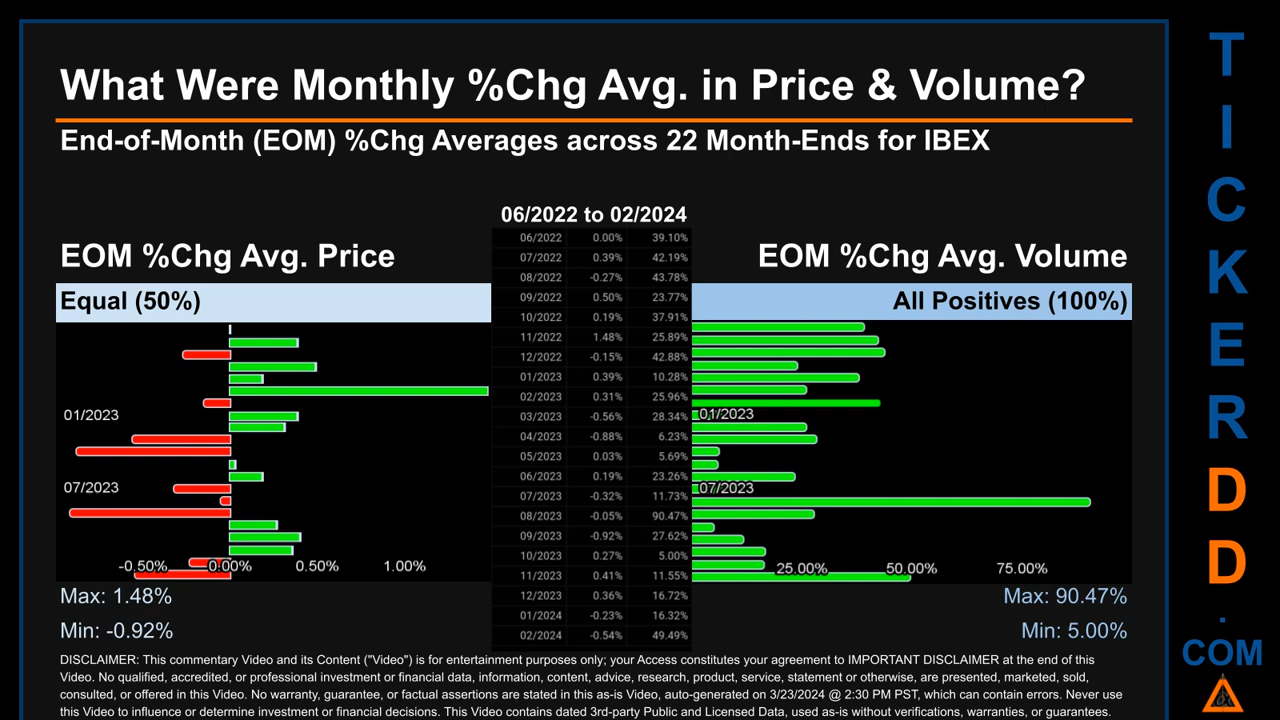 What Were Monthly %Chg Avg. in Price & Volume?
End-of-Month (EOM) %Chg Averages across 22 Month-Ends for IBEX
06/2022 to 02/2024
EOM %Chg Avg. Price
EOM %Chg Avg. Volume
Equal (50%)
All Positives (100%)
06/2022 0.00% 39.10%
07/2022 0.39% 42.19%
08/2022 -0.27% 43.78%
09/2022 0.50% 23.77%
10/2022 0.19% 37.91%
11/2022 1.48% 25.89%
12/2022 -0.15% 42.88%
01/2023 0.39% 10.28%
02/2023 0.31% 25.96%
03/2023 -0.56% 28.34%
04/2023 -0.88% 6.23%
05/2023 0.03% 5.69%
06/2023 0.19% 23.26%
07/2023 -0.32% 11.73%
08/2023 -0.05% 90.47%
09/2023 -0.92% 27.62%
10/2023 0.27% 5.00%
11/2023 0.41% 11.55%
12/2023 0.36% 16.72%
01/2024 -0.23% 16.32%
02/2024 -0.54% 49.49%
01/2023
07/2023
-0.50% 0.00% 0.50% 1.00%
01/2023
07/2023
25.00% 50.00% 75.00%
Max: 1.48%
Min: -0.92%
Max: 90.47%
Min: 5.00%
DISCLAIMER: This commentary Video and its Content ("Video") is for entertainment purposes only; your Access constitutes your agreement to IMPORTANT DISCLAIMER at the end of this
Video. No qualified, accredited, or professional investment or financial data, information, content, advice, research, product, service, statement or otherwise, are presented, marketed, sold,
consulted, or offered in this Video. No warranty, guarantee, or factual assertions are stated in this as-is Video, auto-generated on 3/23/2024 @ 2:30 PM PST, which can contain errors. Never use
this Video to influence or determine investment or financial decisions. This Video contains dated 3rd-party Public and Licensed Data, used as-is without verifications, warranties, or guarantees.
T
I
C
K
E
R
D
D
.
COM